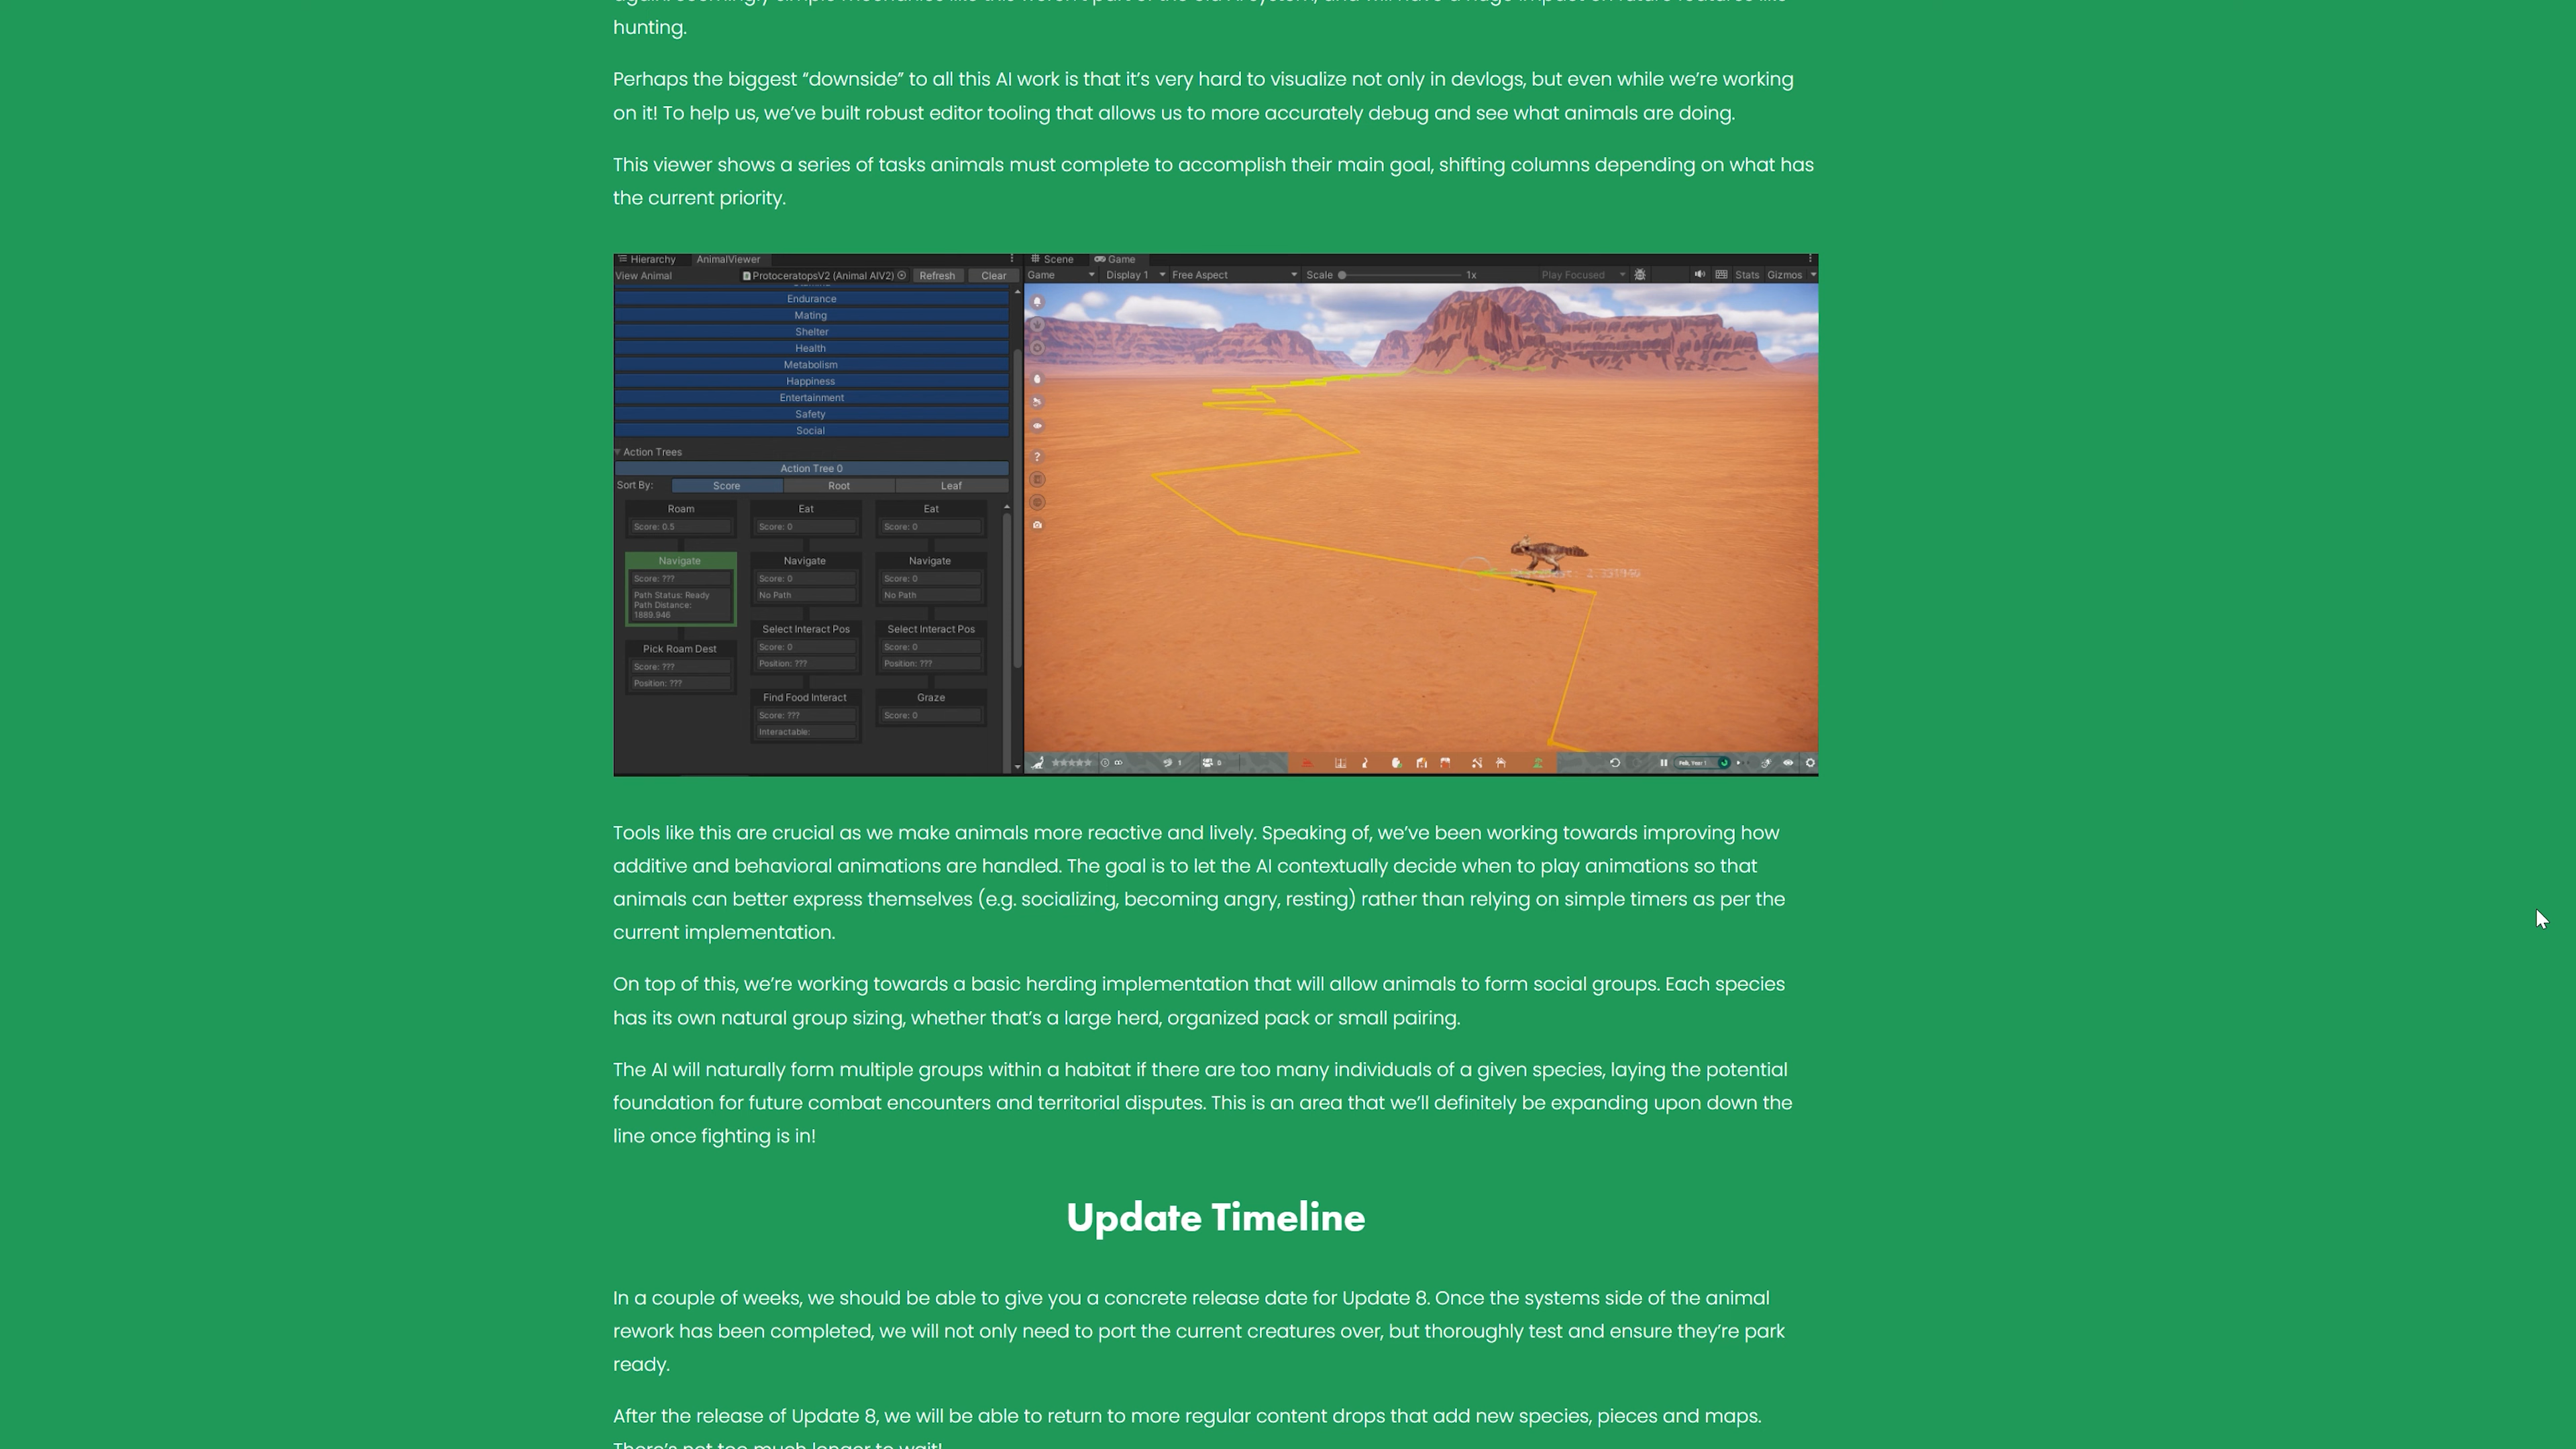 hunting.
Perhaps the biggest “downside” to all this AI work is that it’s very hard to visualize not only in devlogs, but even while we’re working
on it! To help us, we’ve built robust editor tooling that allows us to more accurately debug and see what animals are doing.
This viewer shows a series of tasks animals must complete to accomplish their main goal, shifting columns depending on what has
the current priority.
Hierarchy AnimalViewer
View Animal ProtoceratopsV2 (Animal AIV2) Refresh Clear
Endurance
Mating
Shelter
Health
Metabolism
Happiness
Entertainment
Safety
Social
Action Trees
Action Tree 0
Sort By: Score Root Leaf
Roam
Score: 0.5
Navigate
Score: ???
Path Status: Ready
Path Distance:
1889.946
Pick Roam Dest
Score: ???
Position: ???
Eat
Score: 0
Navigate
Score: 0
No Path
Select Interact Pos
Score: 0
Position: ???
Find Food Interact
Score: ???
Interactable:
Eat
Score: 0
Navigate
Score: 0
No Path
Select Interact Pos
Score: 0
Position: ???
Graze
Score: 0
Scene Game
Game Display 1 Free Aspect Scale 1x Play Focused Stats Gizmos
Tools like this are crucial as we make animals more reactive and lively. Speaking of, we’ve been working towards improving how
additive and behavioral animations are handled. The goal is to let the AI contextually decide when to play animations so that
animals can better express themselves (e.g. socializing, becoming angry, resting) rather than relying on simple timers as per the
current implementation.
On top of this, we’re working towards a basic herding implementation that will allow animals to form social groups. Each species
has its own natural group sizing, whether that’s a large herd, organized pack or small pairing.
The AI will naturally form multiple groups within a habitat if there are too many individuals of a given species, laying the potential
foundation for future combat encounters and territorial disputes. This is an area that we’ll definitely be expanding upon down the
line once fighting is in!
Update Timeline
In a couple of weeks, we should be able to give you a concrete release date for Update 8. Once the systems side of the animal
rework has been completed, we will not only need to port the current creatures over, but thoroughly test and ensure they’re park
ready.
After the release of Update 8, we will be able to return to more regular content drops that add new species, pieces and maps.
There’s not too much longer to wait!